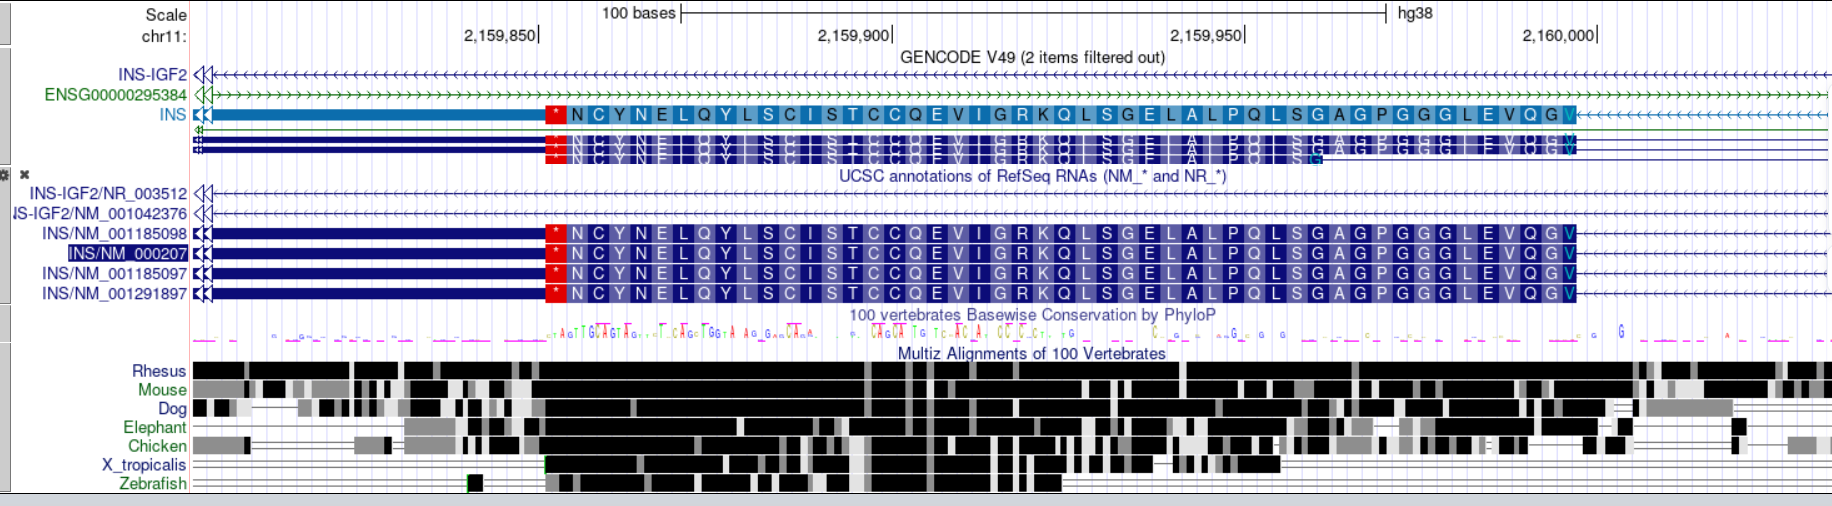 Scale 100 bases hg38
chr11: 2,159,850 2,159,900 2,159,950 2,160,000
GENCODE V49 (2 items filtered out)
INS-IGF2
ENSG00000295384
INS * N C Y N E L Q Y L S C I S T C C Q E V I G R K Q L S G E L A L P Q L S G A G P G G G L E V Q G V
UCSC annotations of RefSeq RNAs (NM_* and NR_*)
INS-IGF2/NR_003512
S-IGF2/NM_001042376
INS/NM_001185098 * N C Y N E L Q Y L S C I S T C C Q E V I G R K Q L S G E L A L P Q L S G A G P G G G L E V Q G V
INS/NM_000207 * N C Y N E L Q Y L S C I S T C C Q E V I G R K Q L S G E L A L P Q L S G A G P G G G L E V Q G V
INS/NM_001185097 * N C Y N E L Q Y L S C I S T C C Q E V I G R K Q L S G E L A L P Q L S G A G P G G G L E V Q G V
INS/NM_001291897 * N C Y N E L Q Y L S C I S T C C Q E V I G R K Q L S G E L A L P Q L S G A G P G G G L E V Q G V
100 vertebrates Basewise Conservation by PhyloP
Multiz Alignments of 100 Vertebrates
Rhesus
Mouse
Dog
Elephant
Chicken
X_tropicalis
Zebrafish